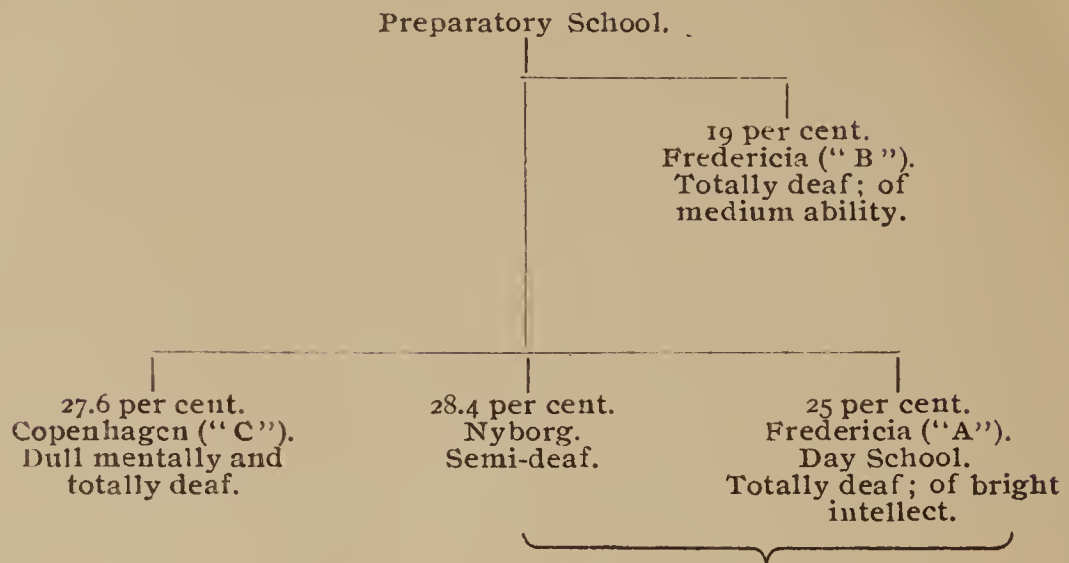 Preparatory School.
19 per cent.
Fredericia (“B”).
Totally deaf; of
medium ability.
27.6 per cent.
Copenhagen (“C”).
Dull mentally and
totally deaf.
28.4 per cent.
Nyborg.
Semi-deaf.
25 per cent.
Fredericia (“A”).
Day School.
Totally deaf; of bright
intellect.